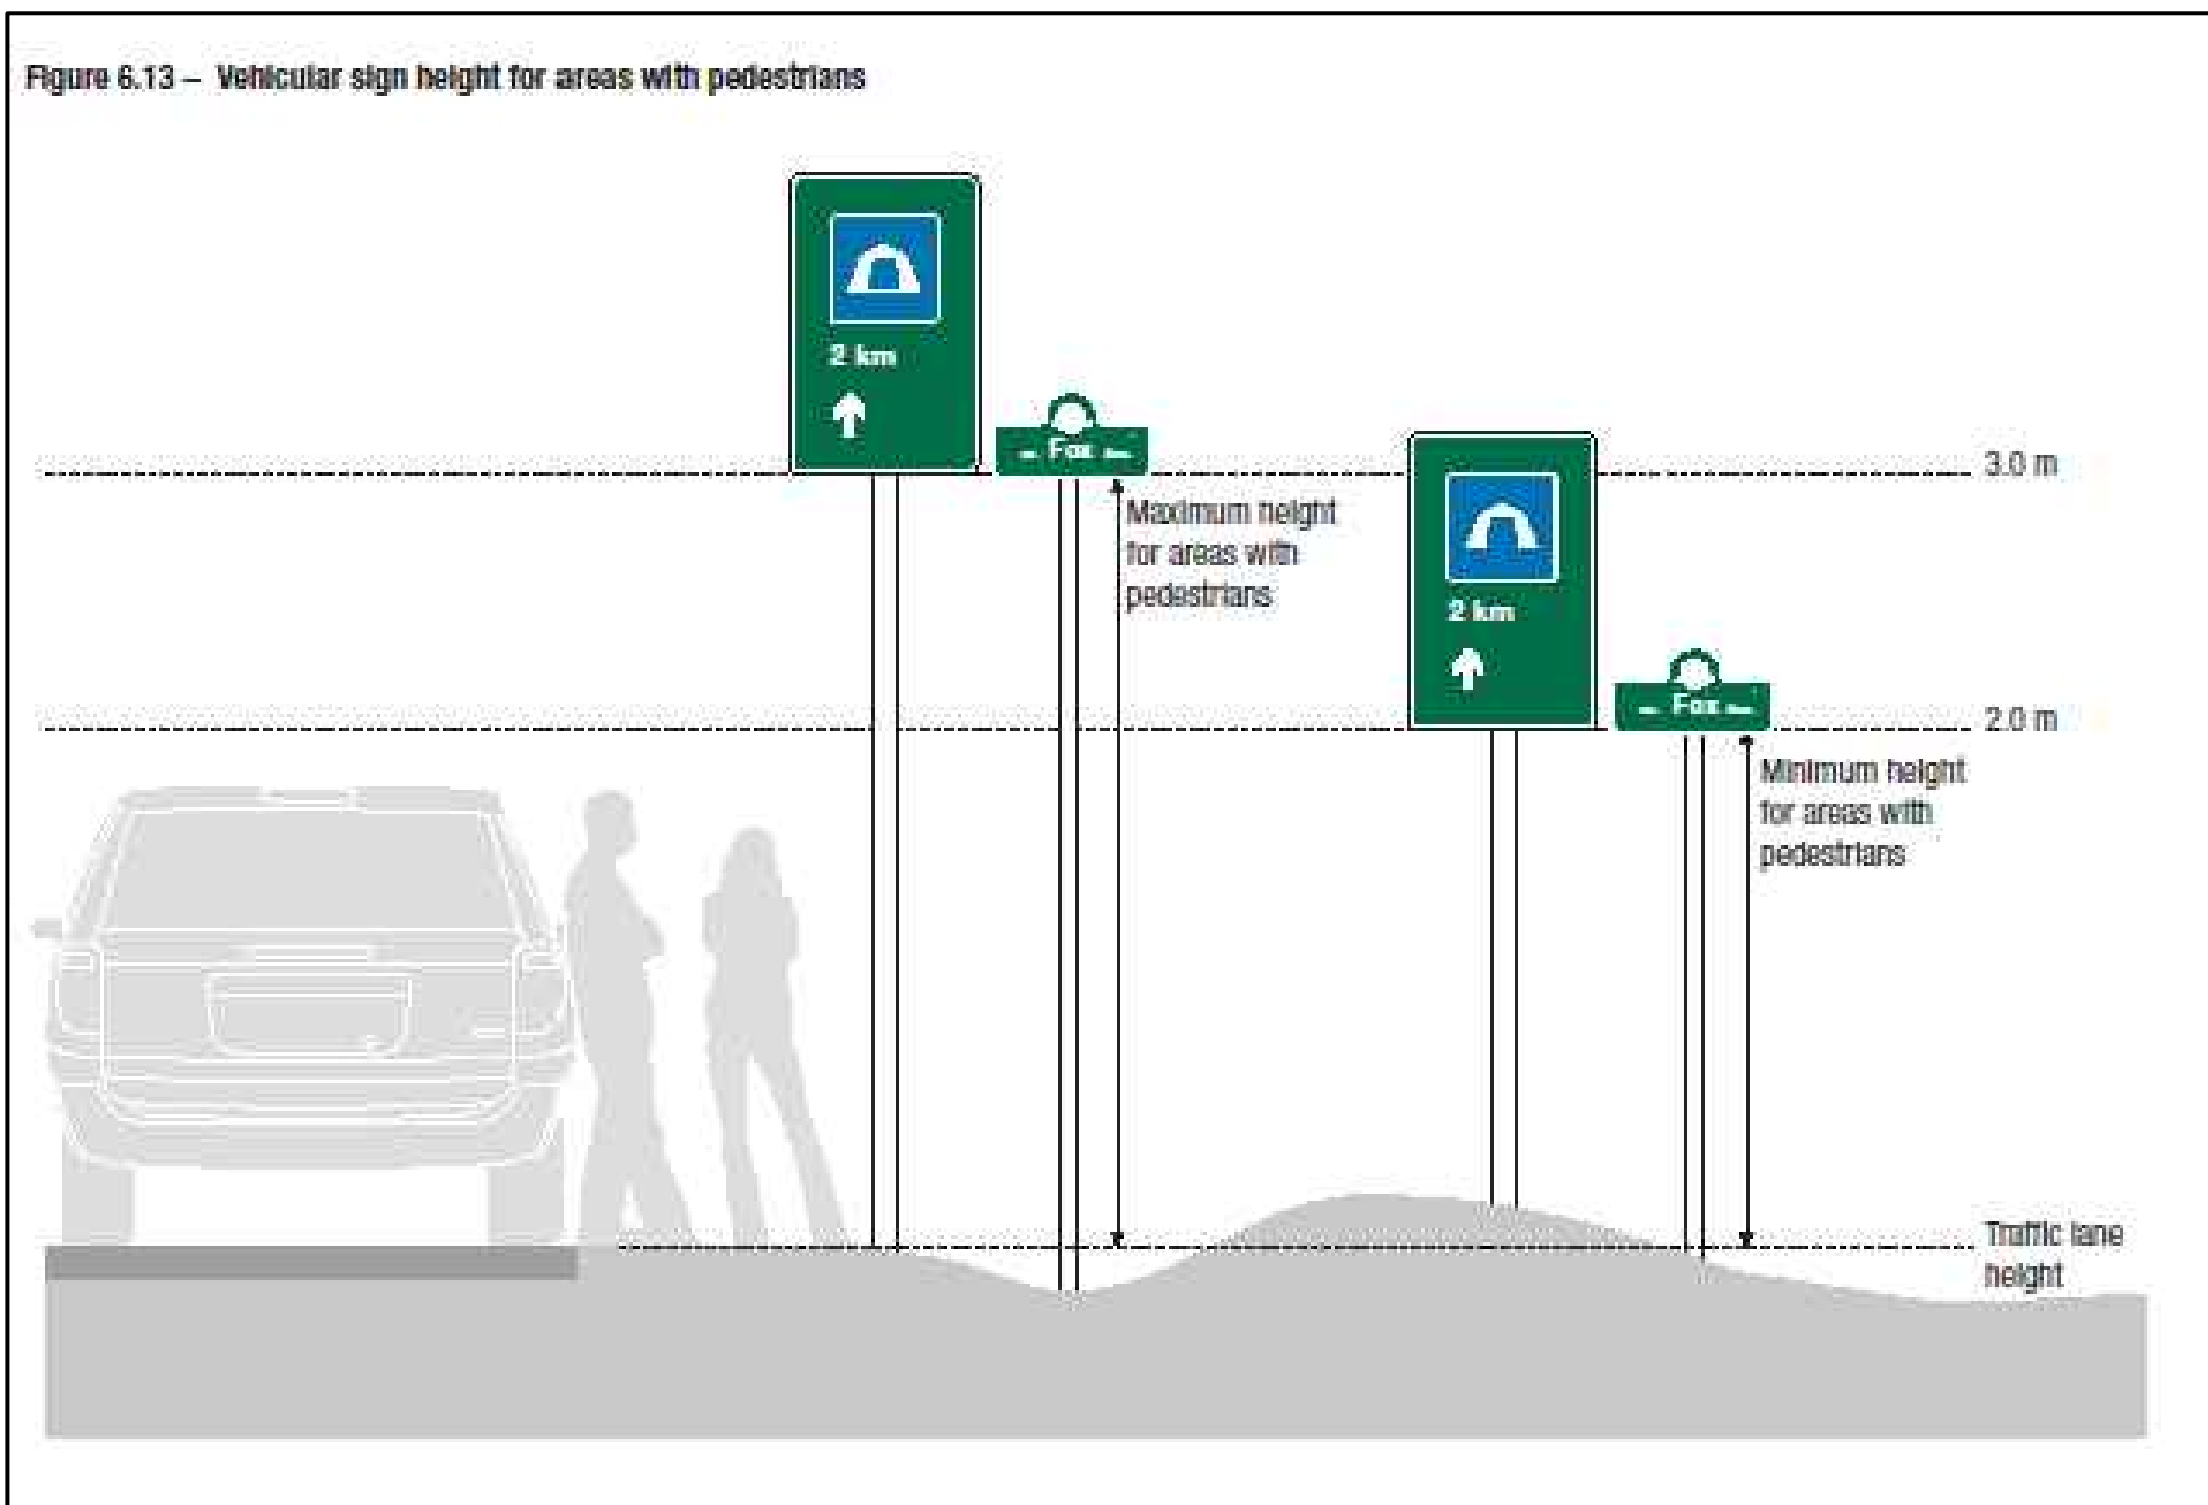 Figure 6.13 – Vehicular sign height for areas with pedestrians
2 km
Fox
3.0 m
Maximum height
for areas with
pedestrians
2 km
Fox
2.0 m
Minimum height
for areas with
pedestrians
Traffic lane
height